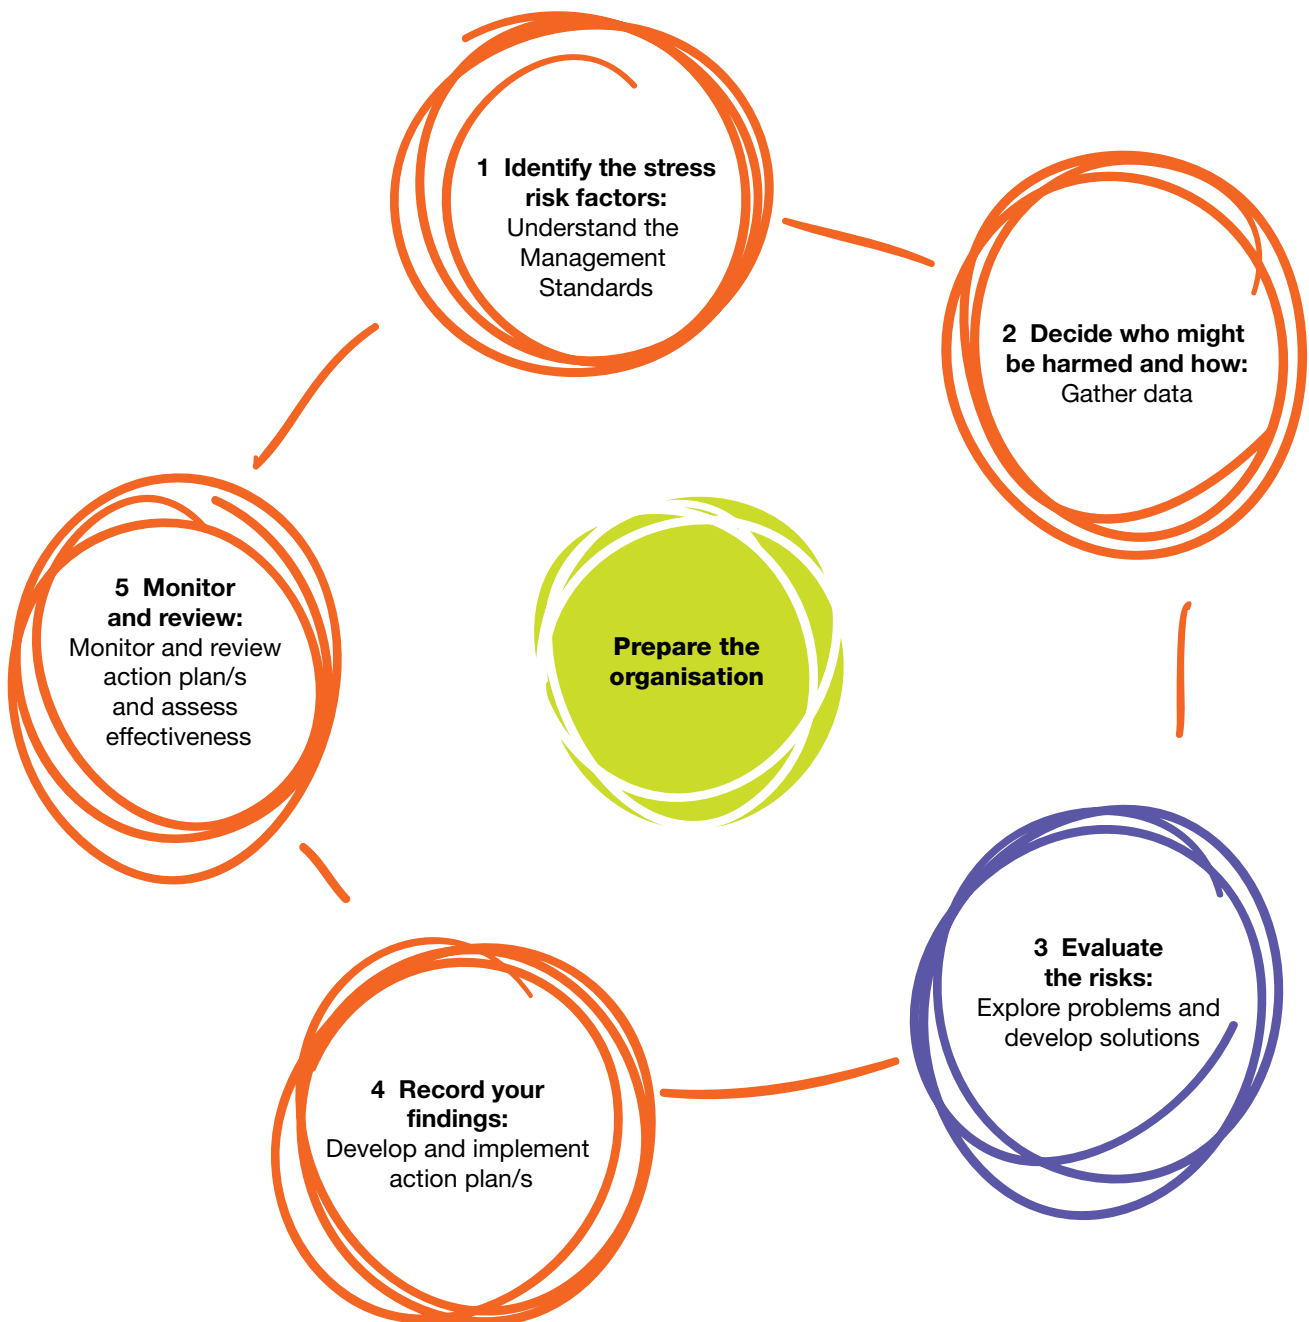 1 Identify the stress
risk factors:
Understand the
Management
Standards
2 Decide who might
be harmed and how:
Gather data
3 Evaluate
the risks:
Explore problems and
develop solutions
4 Record your
findings:
Develop and implement
action plan/s
5 Monitor
and review:
Monitor and review
action plan/s
and assess
effectiveness
Prepare the
organisation